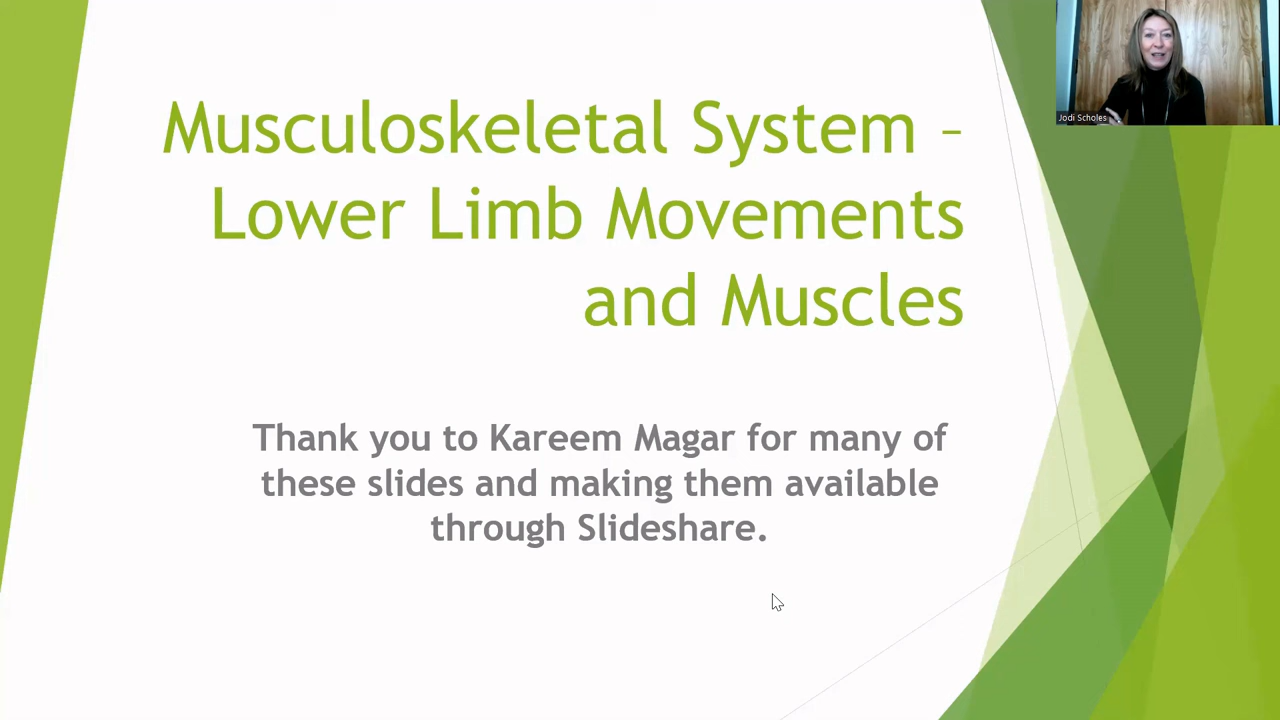 Musculoskeletal System –
Lower Limb Movements
and Muscles
Thank you to Kareem Magar for many of
these slides and making them available
through Slideshare.
Jodi Scholes